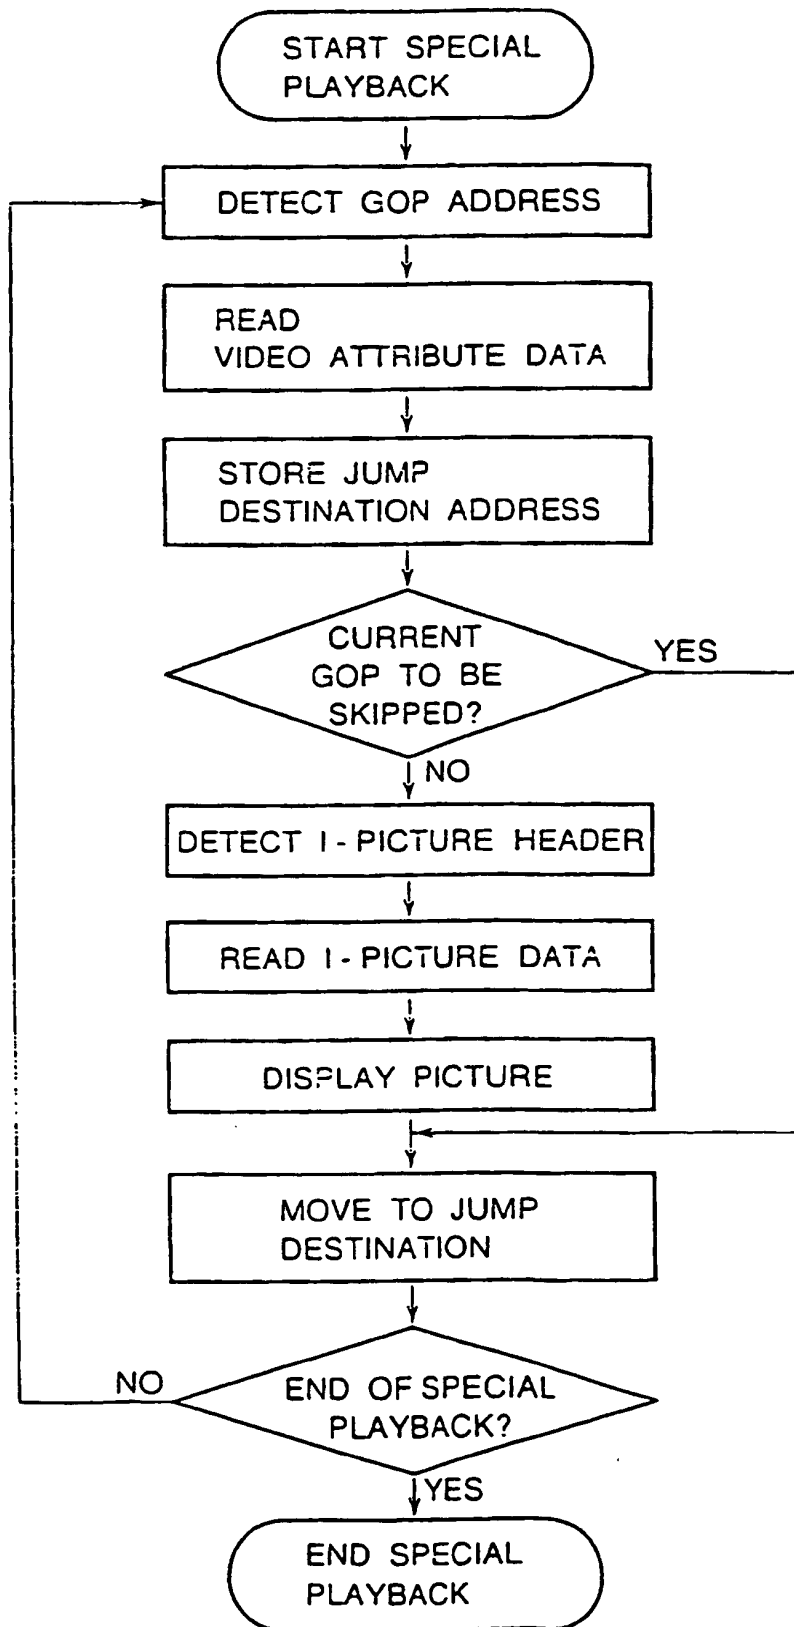 START SPECIAL
PLAYBACK
DETECT GOP ADDRESS
READ
VIDEO ATTRIBUTE DATA
STORE JUMP
DESTINATION ADDRESS
CURRENT
GOP TO BE
SKIPPED?
YES
NO
DETECT I-PICTURE HEADER
READ I-PICTURE DATA
DISPLAY PICTURE
MOVE TO JUMP
DESTINATION
NO
END OF SPECIAL
PLAYBACK?
YES
END SPECIAL
PLAYBACK